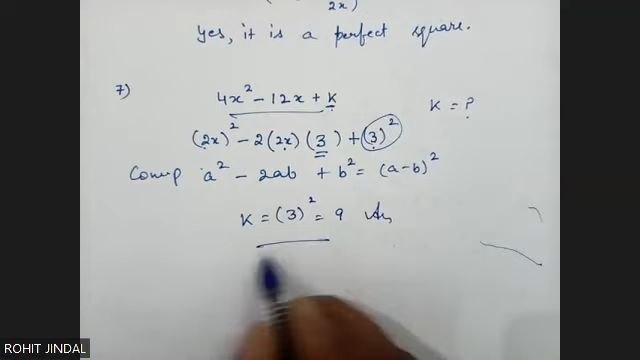 2x)
Yes, it is a perfect square.
7)
4x² - 12x + K
K = ?
(2x)² - 2(2x)(3) + (3)²
Comp a² - 2ab + b² = (a-b)²
K = (3)² = 9 Ans
ROHIT JINDAL